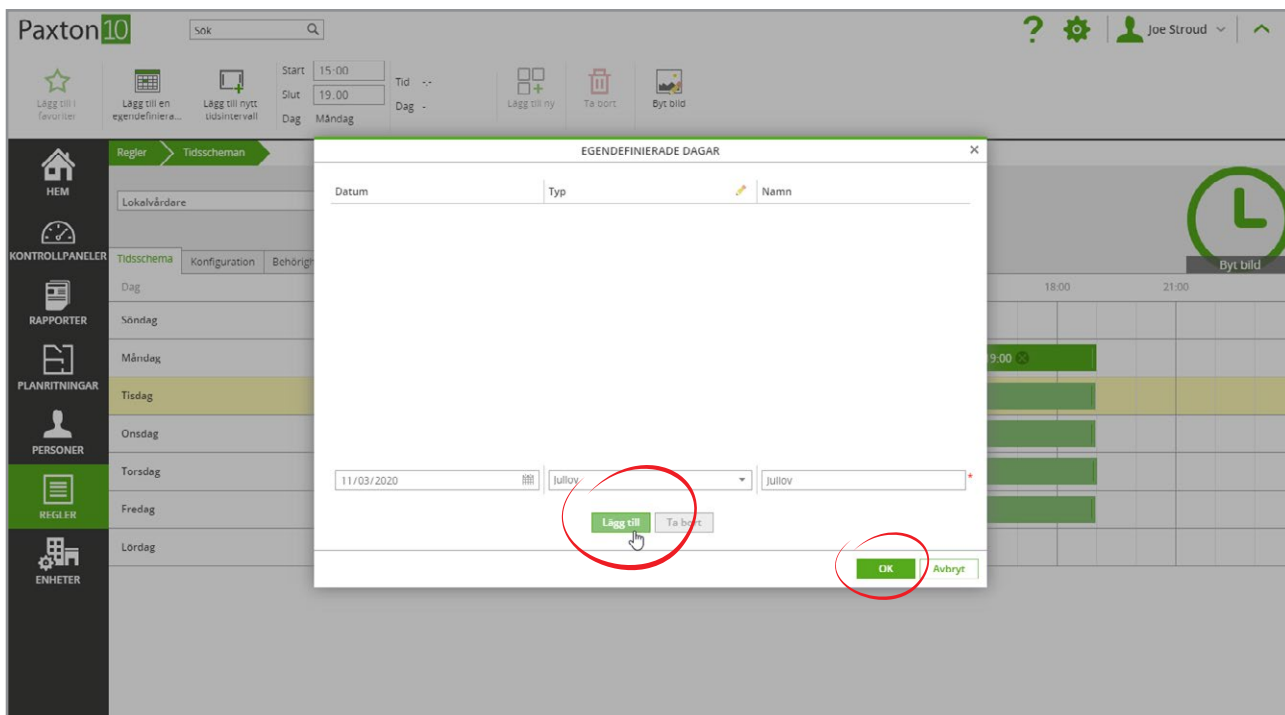 Paxton 10
Sök
Joe Stroud
Lägg till i
favoriter
Lägg till en
egendefiniera...
Lägg till nytt
tidsintervall
Start 15:00
Slut 19.00
Dag Måndag
Tid -:-
Dag -
Lägg till ny
Ta bort
Byt bild
HEM
KONTROLLPANELER
RAPPORTER
PLANRITNINGAR
PERSONER
REGLER
ENHETER
Regler
Tidsscheman
Lokalvårdare
Byt bild
Tidsschema
Konfiguration
Behörigh
Dag
18:00
21:00
Söndag
Måndag
9:00
Tisdag
Onsdag
Torsdag
Fredag
Lördag
EGENDEFINIERADE DAGAR
Datum
Typ
Namn
11/03/2020
Jullov
Jullov
*
Lägg till
Ta bort
OK
Avbryt